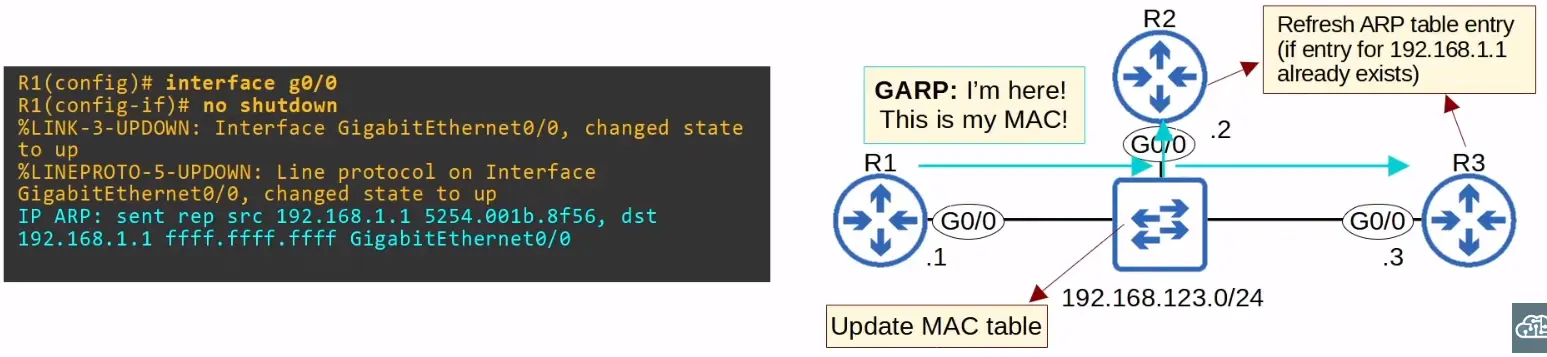 R1(config)# interface g0/0
R1(config-if)# no shutdown
%LINK-3-UPDOWN: Interface GigabitEthernet0/0, changed state
to up
%LINEPROTO-5-UPDOWN: Line protocol on Interface
GigabitEthernet0/0, changed state to up
IP ARP: sent rep src 192.168.1.1 5254.001b.8f56, dst
192.168.1.1 ffff.ffff.ffff GigabitEthernet0/0
R2
Refresh ARP table entry
(if entry for 192.168.1.1
already exists)
GARP: I'm here!
This is my MAC!
G0/0
.2
R1
R3
G0/0
G0/0
.1
.3
192.168.123.0/24
Update MAC table